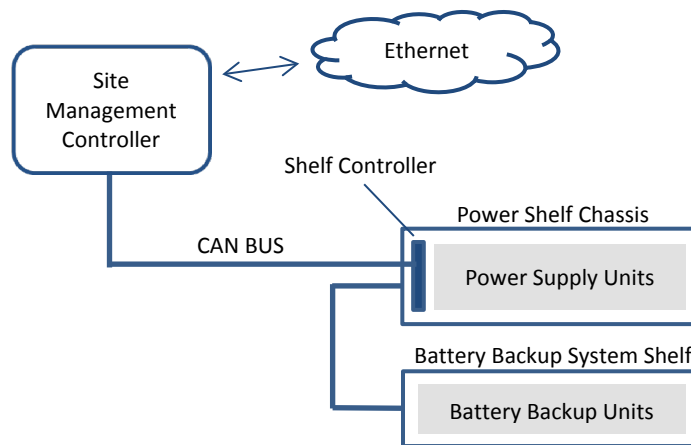 Ethernet
Site
Management
Controller
Shelf Controller
Power Shelf Chassis
CAN BUS
Power Supply Units
Battery Backup System Shelf
Battery Backup Units